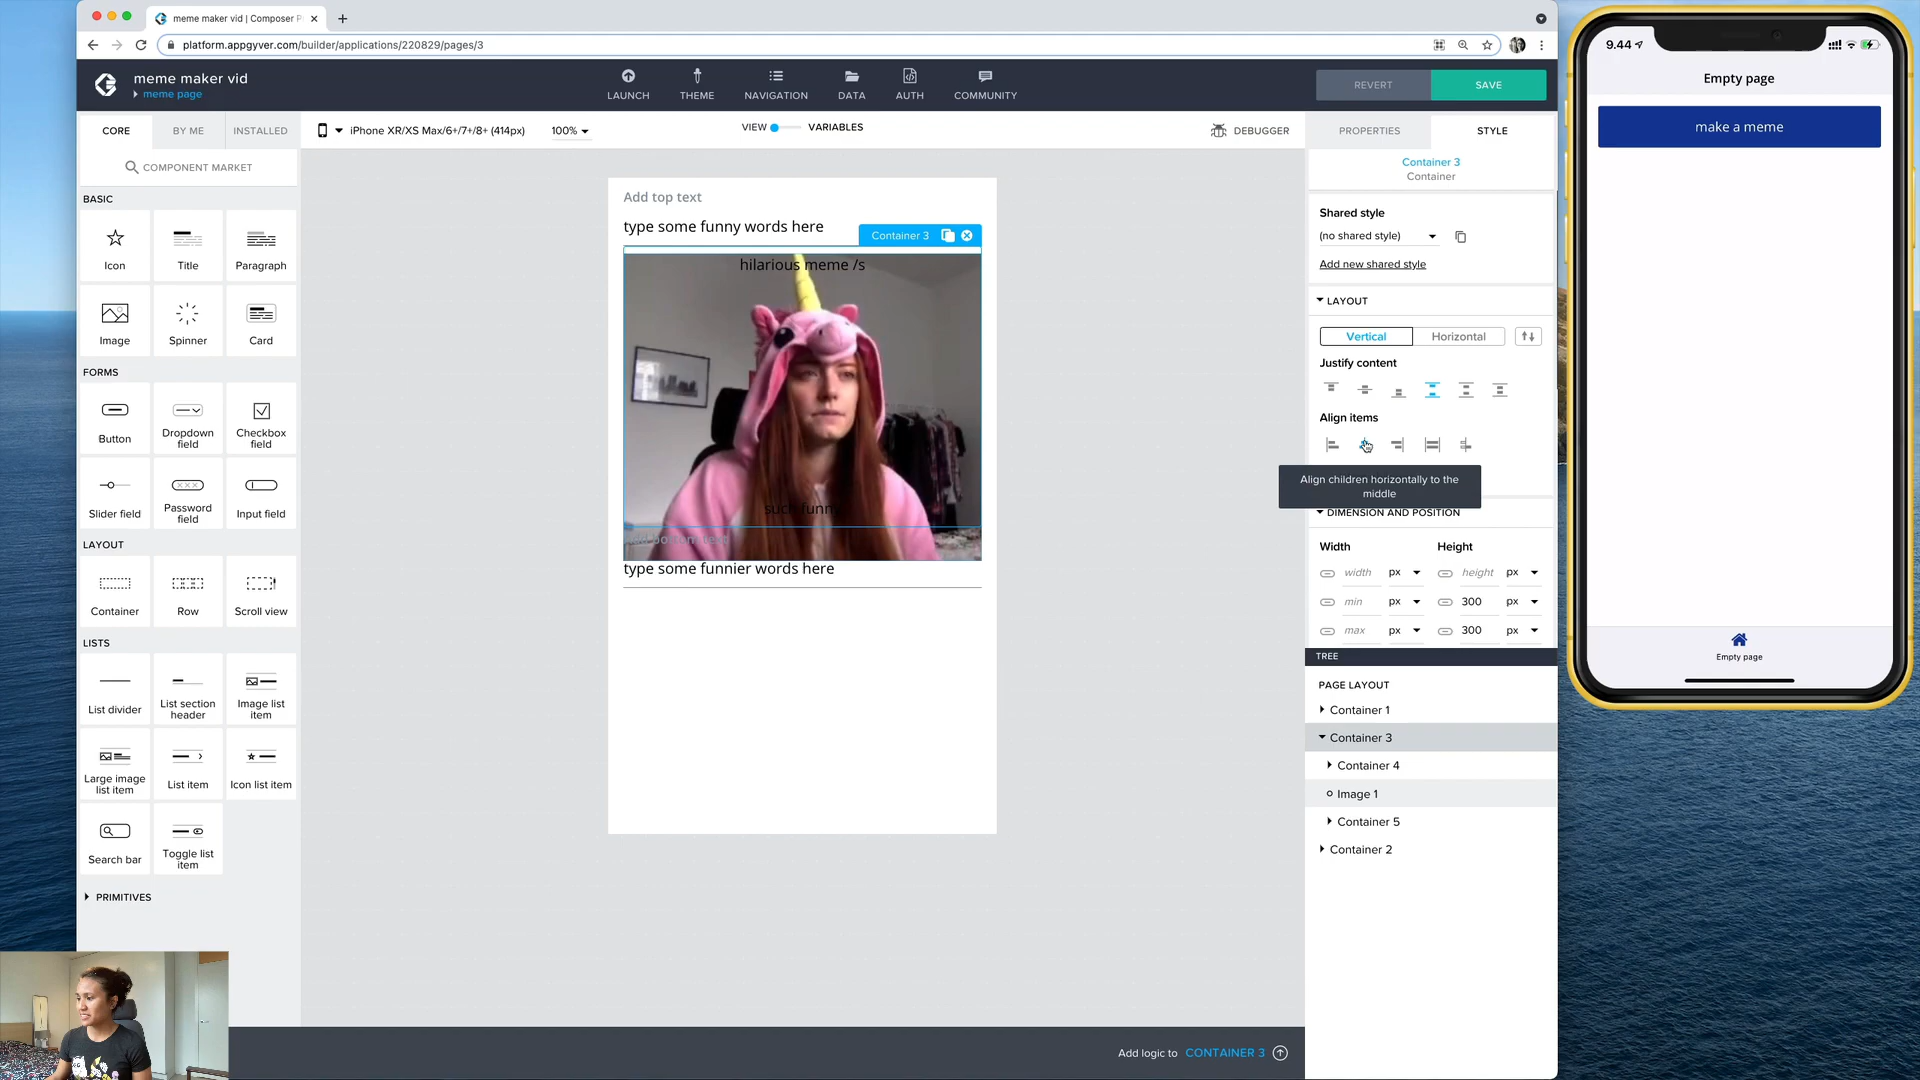 meme maker vid | Composer P
platform.appgyver.com/builder/applications/220829/pages/3
meme maker vid
meme page
LAUNCH
THEME
NAVIGATION
DATA
AUTH
COMMUNITY
REVERT
SAVE
CORE
BY ME
INSTALLED
iPhone XR/XS Max/6+/7+/8+ (414px)
100%
VIEW
VARIABLES
DEBUGGER
PROPERTIES
STYLE
COMPONENT MARKET
BASIC
Icon
Title
Paragraph
Image
Spinner
Card
FORMS
Button
Dropdown
field
Checkbox
field
Slider field
Password
field
Input field
LAYOUT
Container
Row
Scroll view
LISTS
List divider
List section
header
Image list
item
Large image
list item
List item
Icon list item
Search bar
Toggle list
item
PRIMITIVES
Add top text
type some funny words here
Container 3
hilarious meme /s
type some funnier words here
Container 3
Container
Shared style
(no shared style)
Add new shared style
LAYOUT
Vertical
Horizontal
Justify content
Align items
Align children horizontally to the
middle
DIMENSION AND POSITION
Width
Height
width px
height px
min px
300 px
max px
300 px
TREE
PAGE LAYOUT
Container 1
Container 3
Container 4
Image 1
Container 5
Container 2
Add logic to CONTAINER 3
9.44
Empty page
make a meme
Empty page